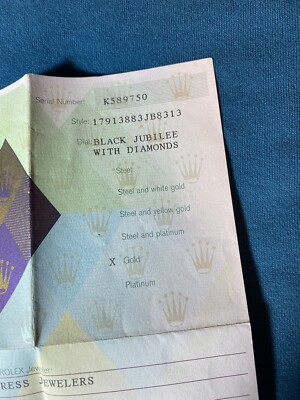 Serial Number: K589750
Style: 17913883JB8313
Dial: BLACK JUBILEE
WITH DIAMONDS
Steel
Steel and white gold
Steel and yellow gold
Steel and platinum
X Gold
Platinum
ROLEX Jeweler:
RESS JEWELERS